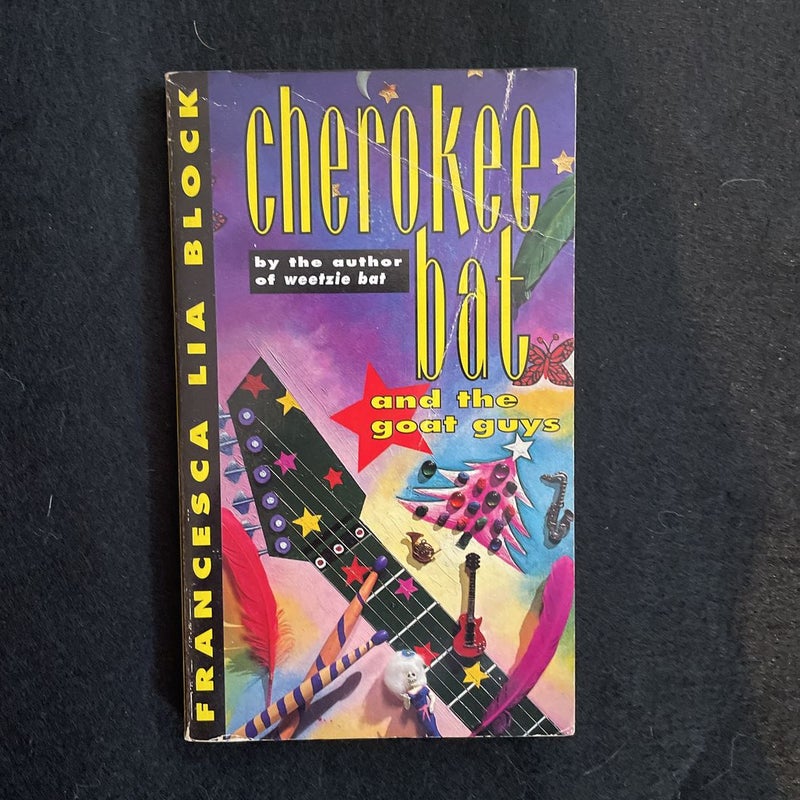 FRANCESCA LIA BLOCK
cherokee
bat
by the author
of weetzie bat
and the
goat guys